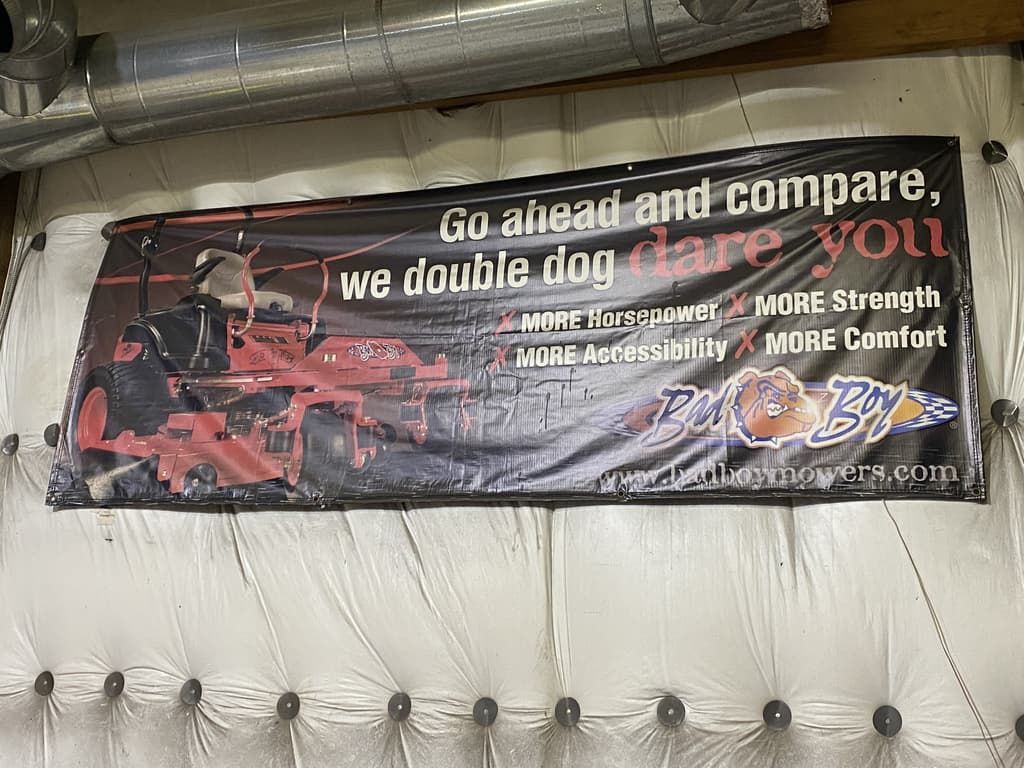 Go ahead and compare,
we double dog dare you
X MORE Horsepower X MORE Strength
X MORE Accessibility X MORE Comfort
Bad Boy
www.badboymowers.com